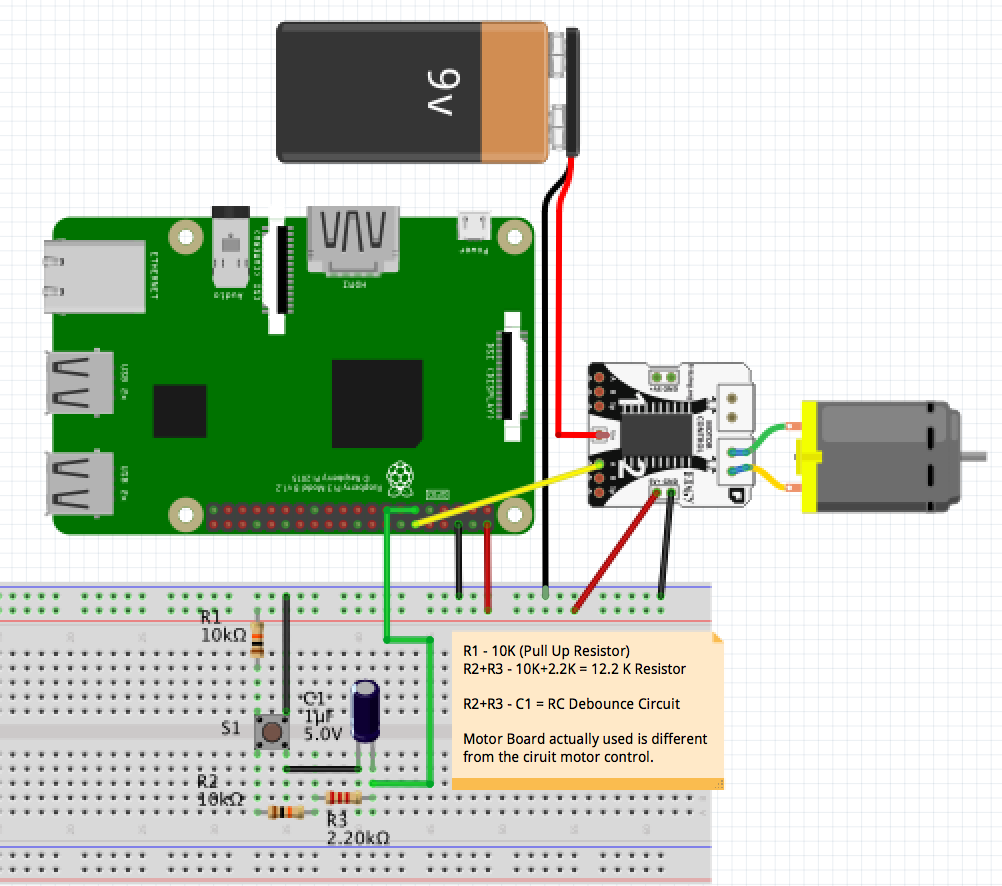 9v
ETHERNET
Audio
HDMI
Power
USB 2x
USB 2x
DSI (DISPLAY)
Raspberry Pi 3 Model B v1.2
© Raspberry Pi 2015
GPIO
1
2
MOTOR
CONTROL
R1
10kΩ
S1
C1
1µF
5.0V
R2
10kΩ
R3
2.20kΩ
R1 - 10K (Pull Up Resistor)
R2+R3 - 10K+2.2K = 12.2 K Resistor
R2+R3 - C1 = RC Debounce Circuit
Motor Board actually used is different
from the ciruit motor control.